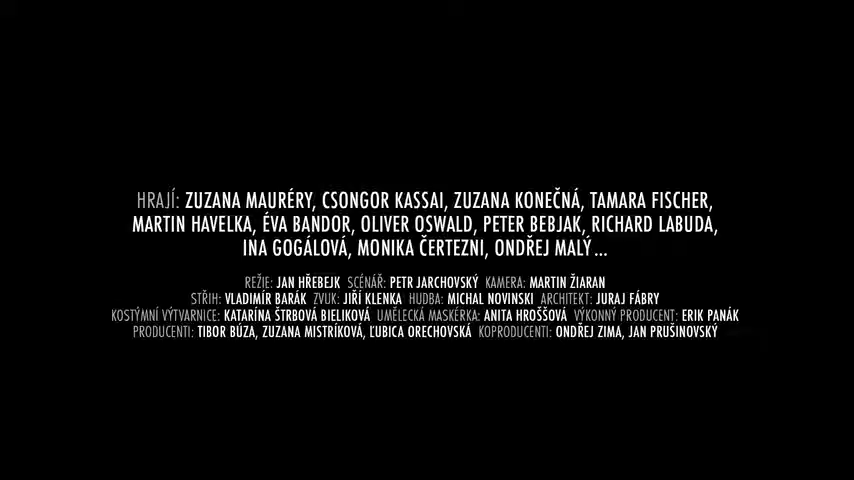 HRAJÍ: ZUZANA MAURÉRY, CSONGOR KASSAI, ZUZANA KONEČNÁ, TAMARA FISCHER,
MARTIN HAVELKA, ÉVA BANDOR, OLIVER OSWALD, PETER BEBJAK, RICHARD LABUDA,
INA GOGÁLOVÁ, MONIKA ČERTEZNI, ONDŘEJ MALÝ...
REŽIE: JAN HŘEBEJK SCÉNÁŘ: PETR JARCHOVSKÝ KAMERA: MARTIN ŽIARAN
STŘIH: VLADIMÍR BARÁK ZVUK: JIŘÍ KLENKA HUDBA: MICHAL NOVINSKI ARCHITEKT: JURAJ FÁBRY
KOSTÝMNÍ VÝTVARNICE: KATARÍNA ŠTRBOVÁ BIELIKOVÁ UMĚLECKÁ MASKÉRKA: ANITA HROŠŠOVÁ VÝKONNÝ PRODUCENT: ERIK PANÁK
PRODUCENTI: TIBOR BÚZA, ZUZANA MISTRÍKOVÁ, ĽUBICA ORECHOVSKÁ KOPRODUCENTI: ONDŘEJ ZIMA, JAN PRUŠINOVSKÝ